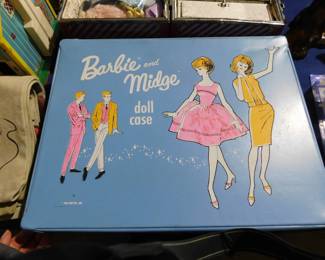 Barbie and
Midge
doll
case